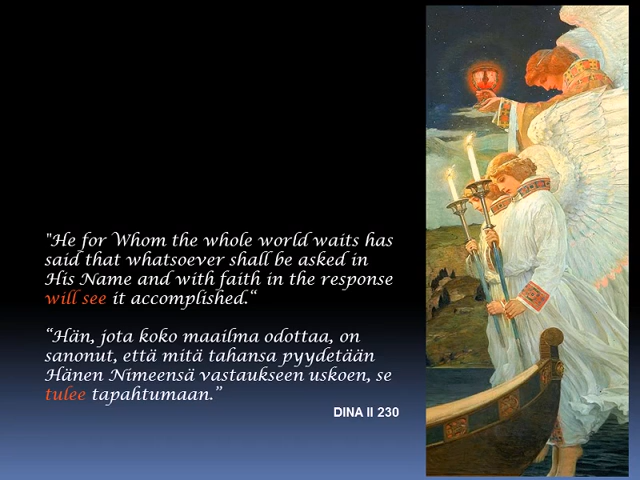 "He for Whom the whole world waits has
said that whatsoever shall be asked in
His Name and with faith in the response
will see it accomplished.“
“Hän, jota koko maailma odottaa, on
sanonut, että mitä tahansa pyydetään
Hänen Nimeensä vastaukseen uskoen, se
tulee tapahtumaan.”
DINA II 230